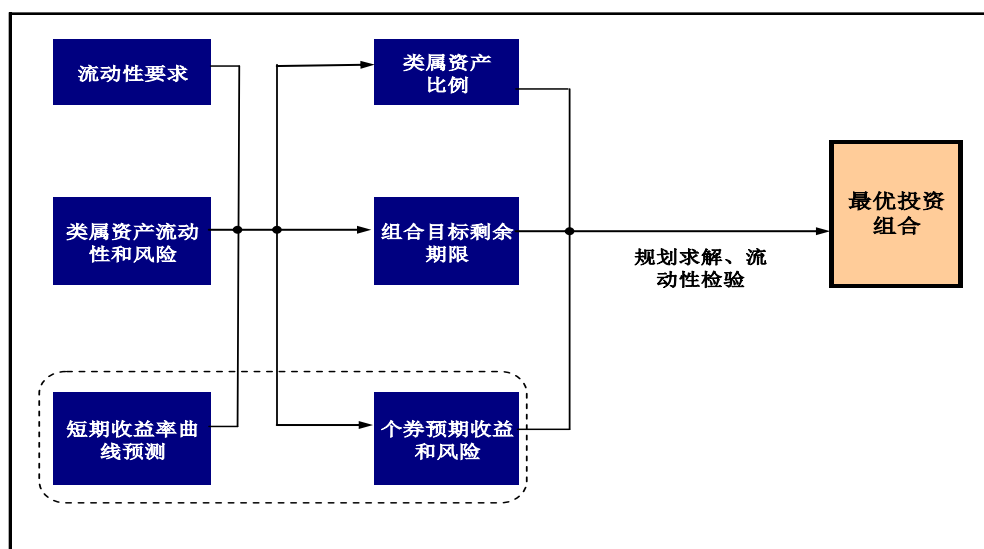 流动性要求
类属资产
比例
类属资产流动
性和风险
组合目标剩余
期限
最优投资
组合
规划求解、流
动性检验
短期收益率曲
线预测
个券预期收益
和风险